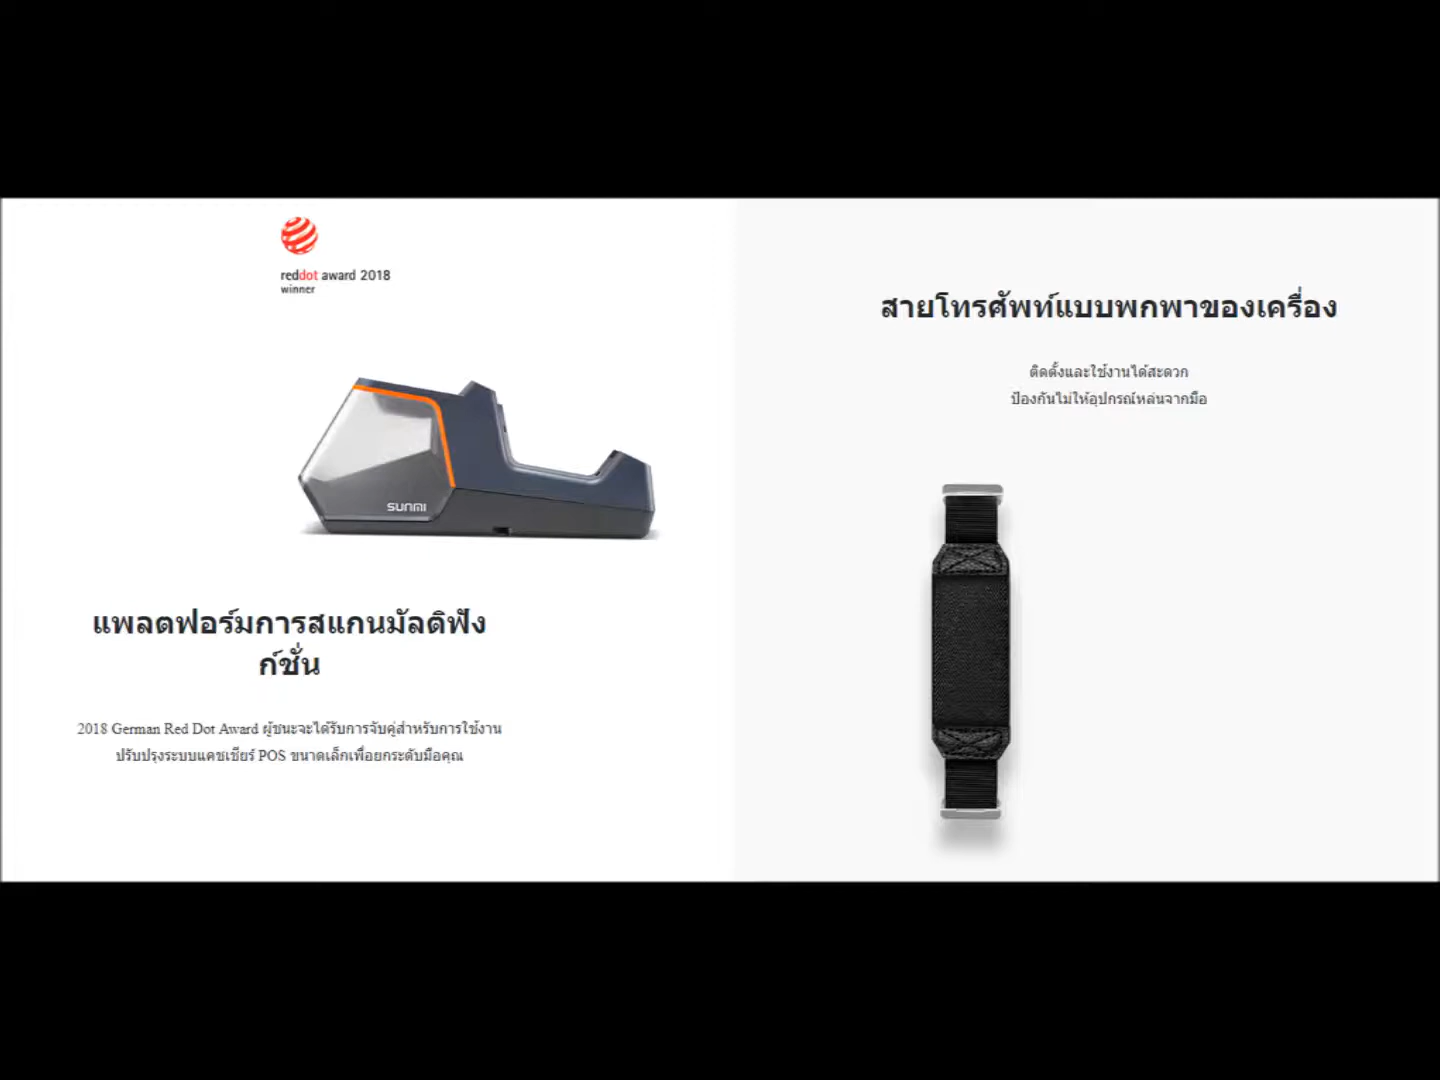 reddot award 2018
winner
SUNMI
แพลตฟอร์มการสแกนมัลติฟัง
ก์ชั่น
2018 German Red Dot Award ผู้ชนะจะได้รับการจับคู่สำหรับการใช้งาน
ปรับปรุงระบบแคชเชียร์ POS ขนาดเล็กเพื่อยกระดับมือคุณ
สายโทรศัพท์แบบพกพาของเครื่อง
ติดตั้งและใช้งานได้สะดวก
ป้องกันไม่ให้อุปกรณ์หล่นจากมือ